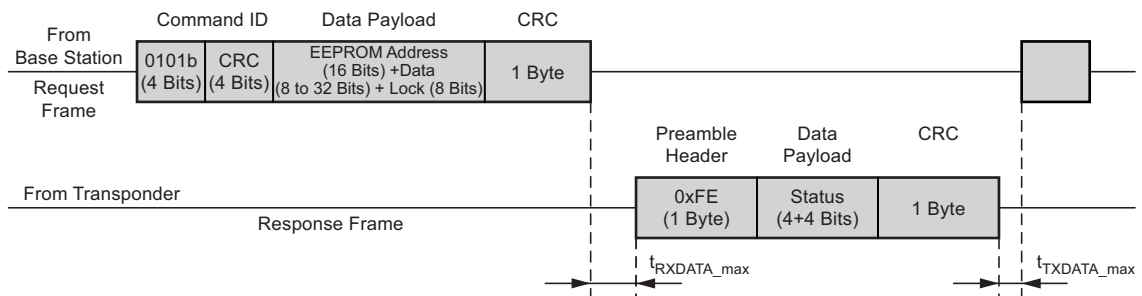 Command ID
Data Payload
CRC
From
Base Station
Request
Frame
0101b
(4 Bits)
CRC
(4 Bits)
EEPROM Address
(16 Bits) +Data
(8 to 32 Bits) + Lock (8 Bits)
1 Byte
Preamble
Header
Data
Payload
CRC
From Transponder
Response Frame
0xFE
(1 Byte)
Status
(4+4 Bits)
1 Byte
tRXDATA_max
tTXDATA_max